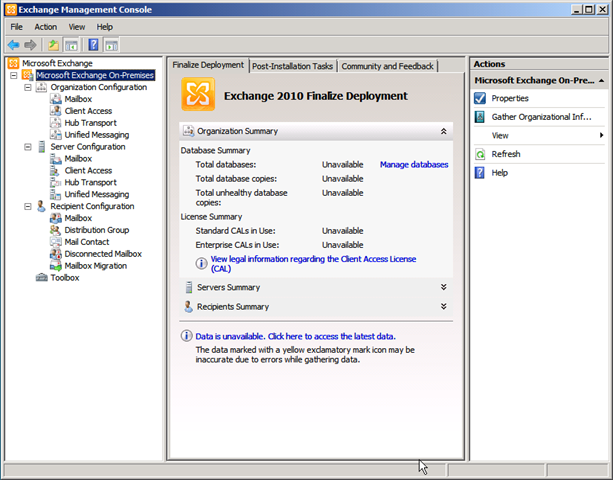 Exchange Management Console
File Action View Help
Microsoft Exchange
Microsoft Exchange On-Premises
Organization Configuration
Mailbox
Client Access
Hub Transport
Unified Messaging
Server Configuration
Mailbox
Client Access
Hub Transport
Unified Messaging
Recipient Configuration
Mailbox
Distribution Group
Mail Contact
Disconnected Mailbox
Mailbox Migration
Toolbox
Finalize Deployment Post-Installation Tasks Community and Feedback
Exchange 2010 Finalize Deployment
Organization Summary
Database Summary
Total databases: Unavailable Manage databases
Total database copies: Unavailable
Total unhealthy database Unavailable
copies:
License Summary
Standard CALs in Use: Unavailable
Enterprise CALs in Use: Unavailable
View legal information regarding the Client Access License
(CAL)
Servers Summary
Recipients Summary
Data is unavailable. Click here to access the latest data.
The data marked with a yellow exclamatory mark icon may be
inaccurate due to errors while gathering data.
Actions
Microsoft Exchange On-Pre...
Properties
Gather Organizational Inf...
View
Refresh
Help